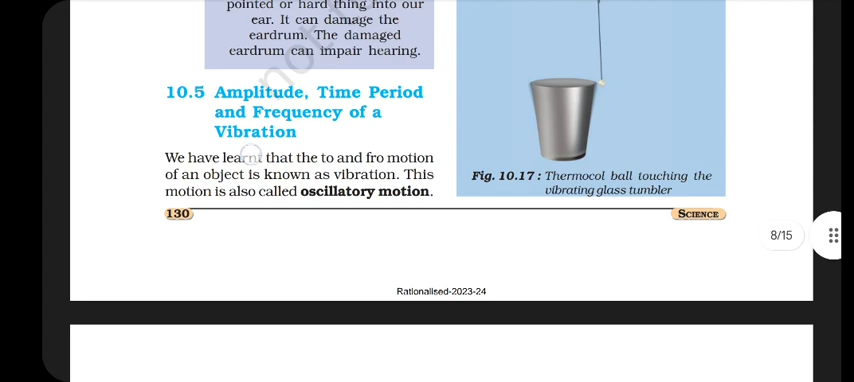 pointed or hard thing into our
ear. It can damage the
eardrum. The damaged
eardrum can impair hearing.
10.5 Amplitude, Time Period
and Frequency of a
Vibration
We have learnt that the to and fro motion
of an object is known as vibration. This
motion is also called oscillatory motion.
Fig. 10.17 : Thermocol ball touching the
vibrating glass tumbler
130
SCIENCE
8/15
Rationalised-2023-24
not